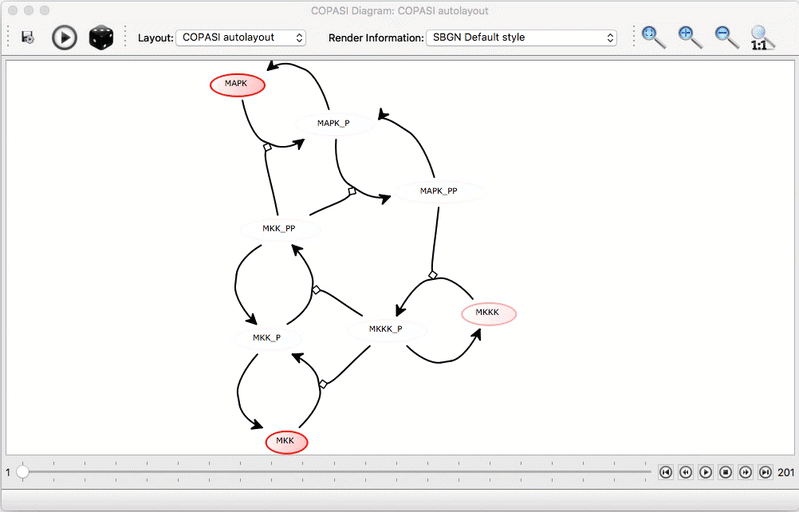 COPASI Diagram: COPASI autolayout
Layout: COPASI autolayout Render Information: SBGN Default style 1:1
MAPK
MAPK_P
MAPK_PP
MKK_PP
MKKK
MKKK_P
MKK_P
MKK
1 201